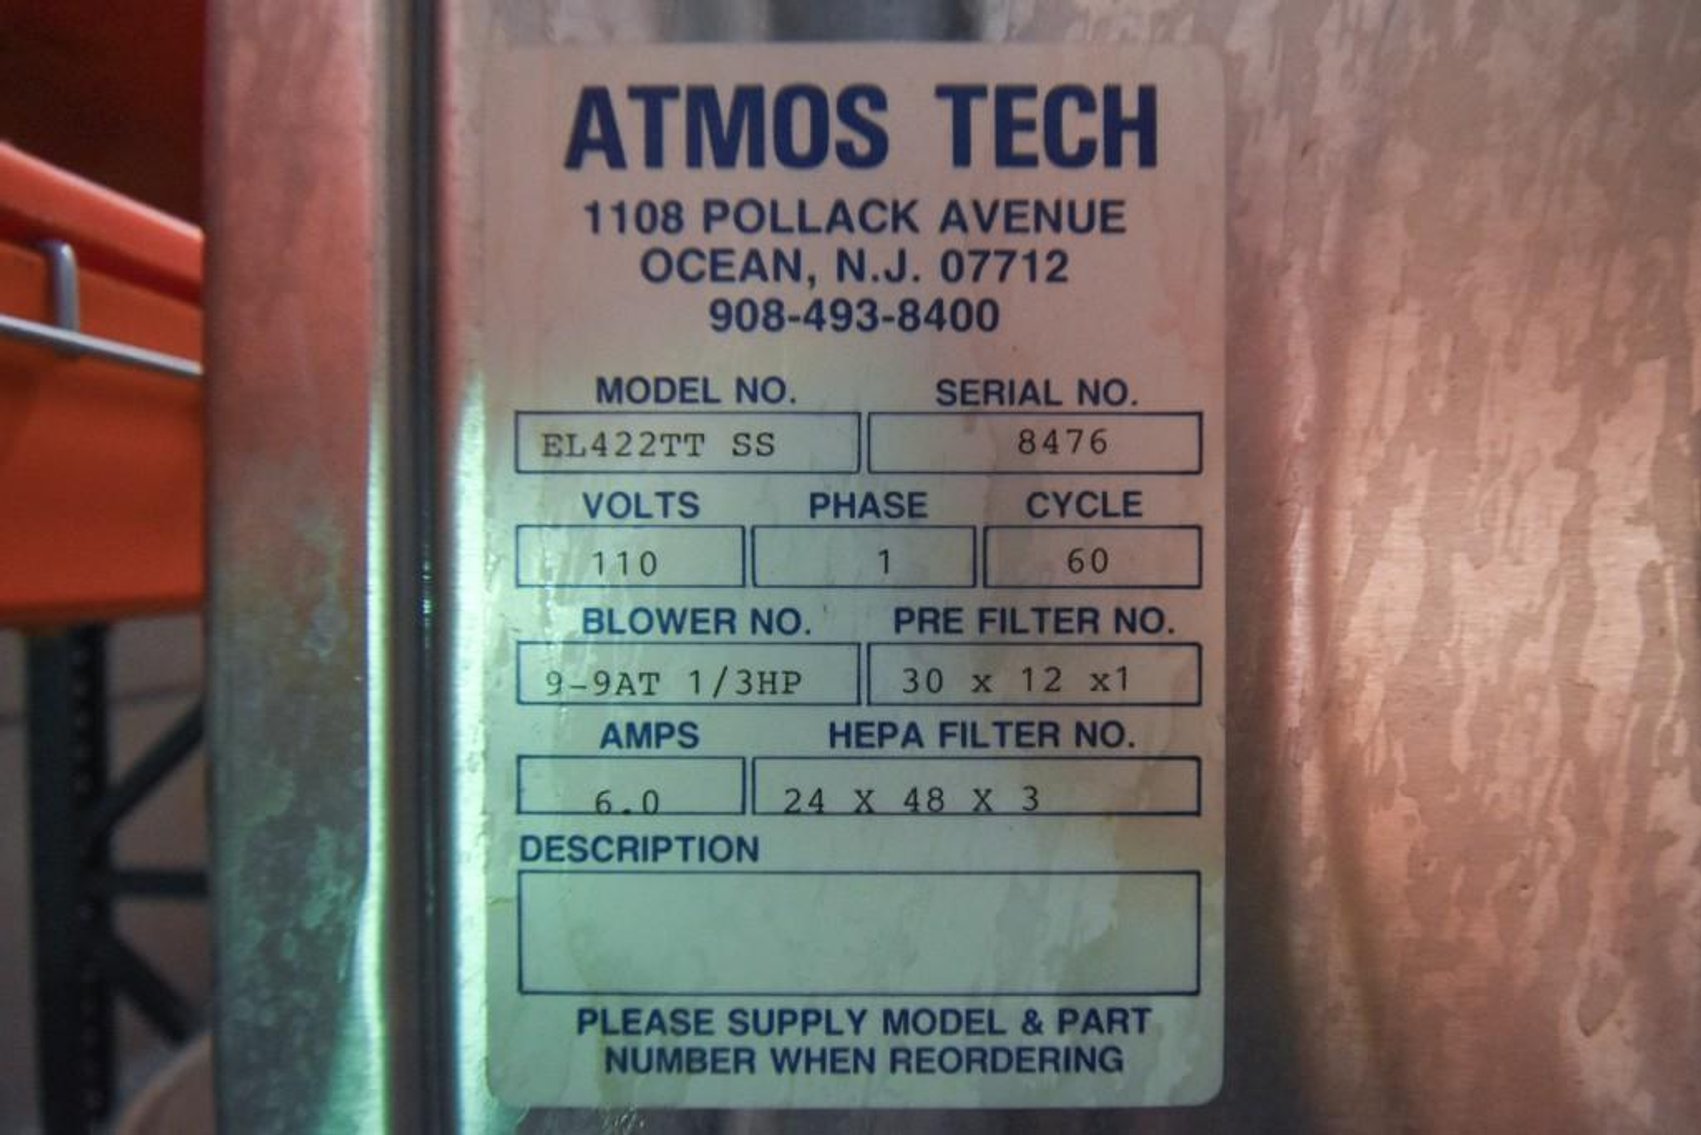 ATMOS TECH
1108 POLLACK AVENUE
OCEAN, N.J. 07712
908-493-8400
MODEL NO. SERIAL NO.
EL422TT SS 8476
VOLTS PHASE CYCLE
110 1 60
BLOWER NO. PRE FILTER NO.
9-9AT 1/3HP 30 x 12 x1
AMPS HEPA FILTER NO.
6.0 24 X 48 X 3
DESCRIPTION
PLEASE SUPPLY MODEL & PART
NUMBER WHEN REORDERING